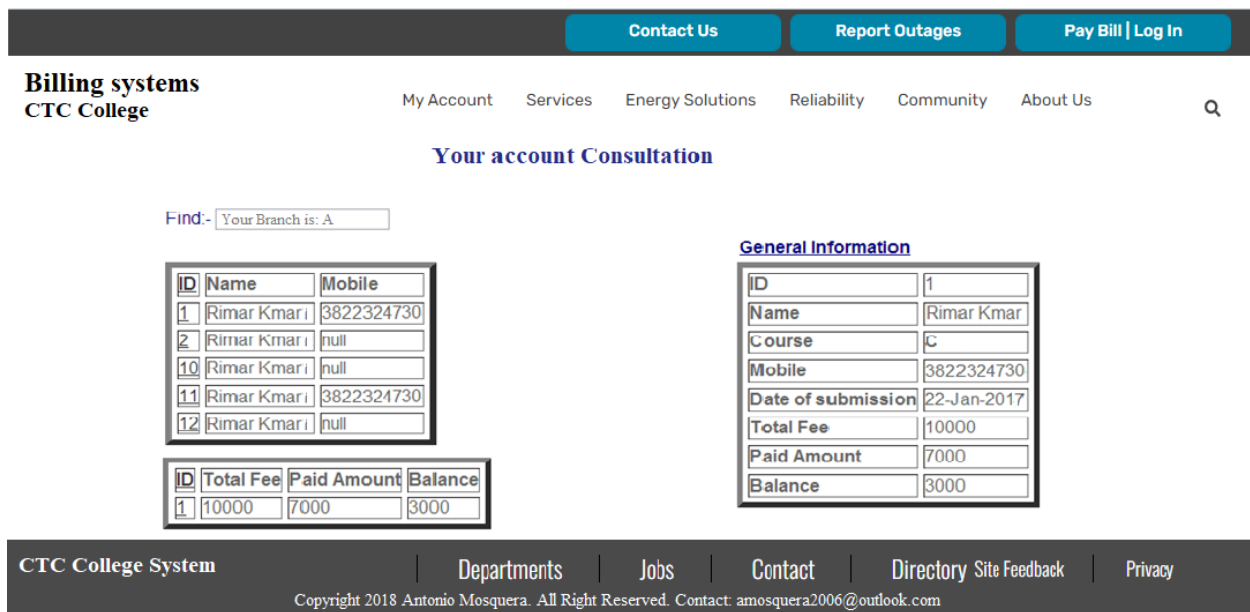 Contact Us Report Outages Pay Bill | Log In
Billing systems
CTC College
My Account Services Energy Solutions Reliability Community About Us
Your account Consultation
Find:- Your Branch is: A
ID Name Mobile
1 Rimar Kmari 3822324730
2 Rimar Kmari null
10 Rimar Kmari null
11 Rimar Kmari 3822324730
12 Rimar Kmari null
ID Total Fee Paid Amount Balance
1 10000 7000 3000
General Information
ID 1
Name Rimar Kmar
Course C
Mobile 3822324730
Date of submission 22-Jan-2017
Total Fee 10000
Paid Amount 7000
Balance 3000
CTC College System Departments Jobs Contact Directory Site Feedback Privacy
Copyright 2018 Antonio Mosquera. All Right Reserved. Contact: amosquera2006@outlook.com